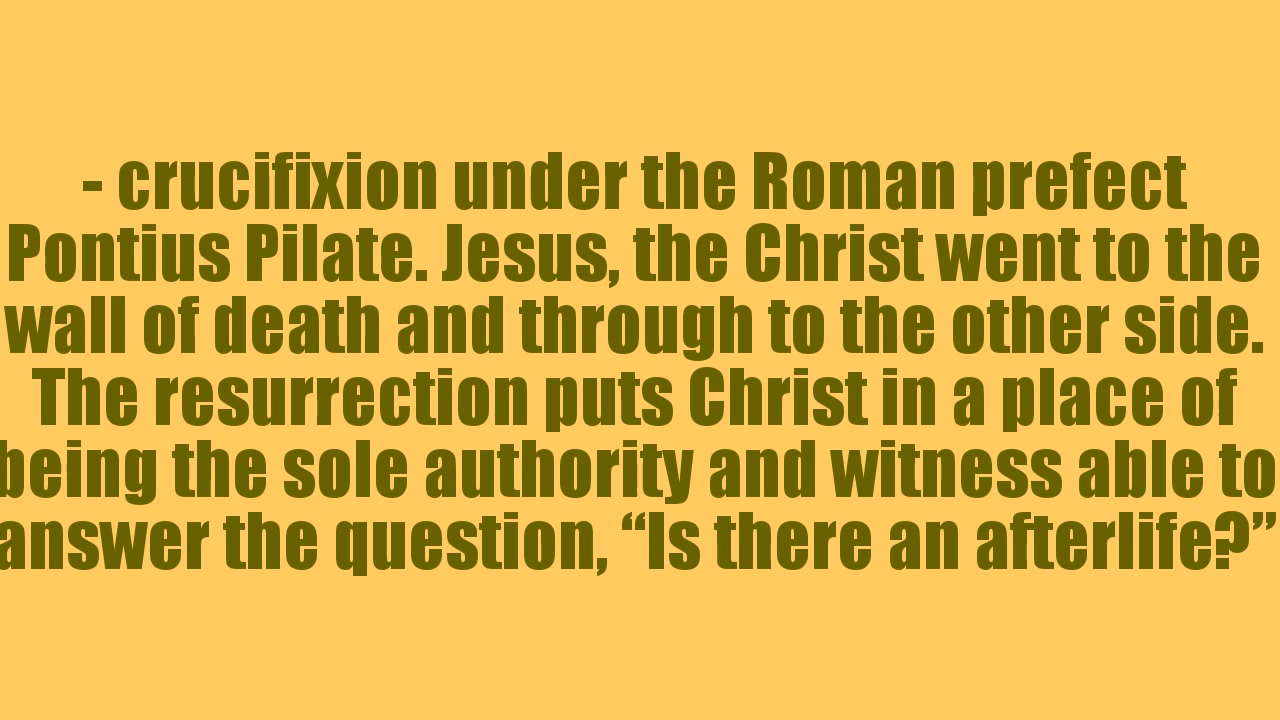 - crucifixion under the Roman prefect
Pontius Pilate. Jesus, the Christ went to the
wall of death and through to the other side.
The resurrection puts Christ in a place of
being the sole authority and witness able to
answer the question, “Is there an afterlife?”